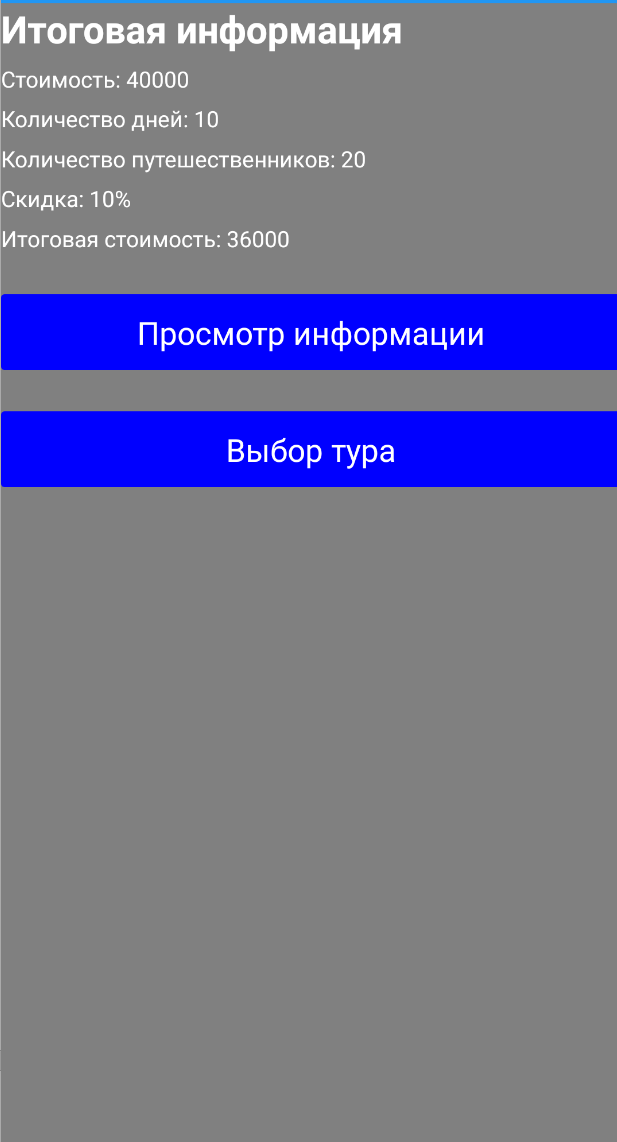 Итоговая информация
Стоимость: 40000
Количество дней: 10
Количество путешественников: 20
Скидка: 10%
Итоговая стоимость: 36000
Просмотр информации
Выбор тура